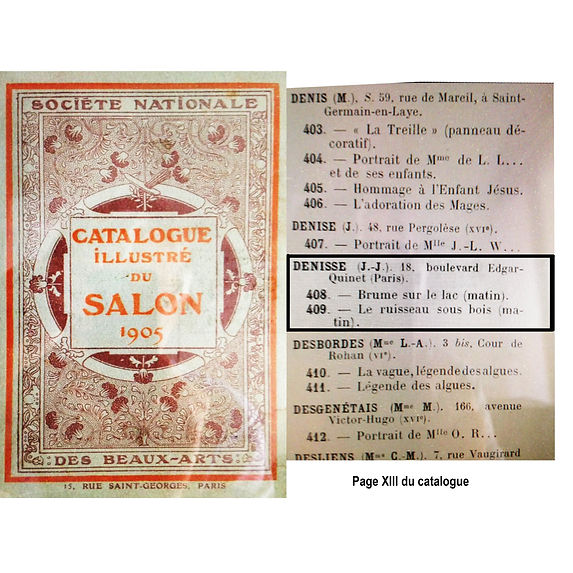 SOCIÉTÉ NATIONALE
CATALOGUE
ILLUSTRÉ
DU
SALON
1905
DES BEAUX-ARTS
15, RUE SAINT-GEORGES, PARIS
DENIS (M.), S. 59, rue de Mareil, à Saint-
Germain-en-Laye.
403. — « La Treille » (panneau dé-
coratif).
404. — Portrait de Mme de L. L...
et de ses enfants.
405. — Hommage à l'Enfant Jésus.
406. — L'adoration des Mages.
DENISE (J.). 48, rue Pergolèse (XVIe).
407. — Portrait de Mlle J.-L. W...
DENISSE (J.-J.). 18, boulevard Edgar-
Quinet (Paris).
408. — Brume sur le lac (matin).
409. — Le ruisseau sous bois (ma-
tin).
DESBORDES (Mme L.-A.). 3 bis, Cour de
Rohan (VIe).
410. — La vague, légende des algues.
411. — Légende des algues.
DESGENÉTAIS (Mme M.). 166, avenue
Victor-Hugo (XVIe).
412. — Portrait de Mlle O. R...
DESLIENS (Mme C.-M.). 7, rue Vaugirard
Page XIII du catalogue